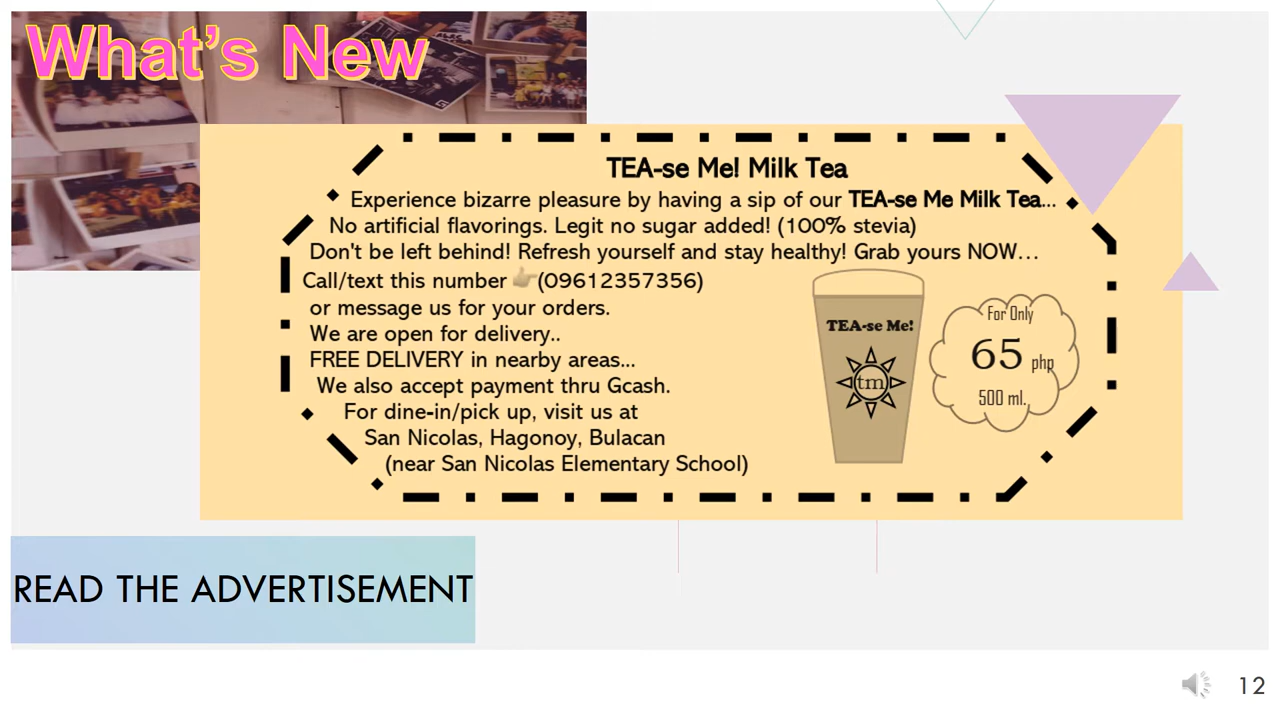 What's New
TEA-se Me! Milk Tea
Experience bizarre pleasure by having a sip of our TEA-se Me Milk Tea...
No artificial flavorings. Legit no sugar added! (100% stevia)
Don't be left behind! Refresh yourself and stay healthy! Grab yours NOW...
Call/text this number 👉(09612357356)
or message us for your orders.
We are open for delivery..
FREE DELIVERY in nearby areas...
We also accept payment thru Gcash.
For dine-in/pick up, visit us at
San Nicolas, Hagonoy, Bulacan
(near San Nicolas Elementary School)
TEA-se Me!
tm
For Only
65 php
500 ml.
READ THE ADVERTISEMENT
12